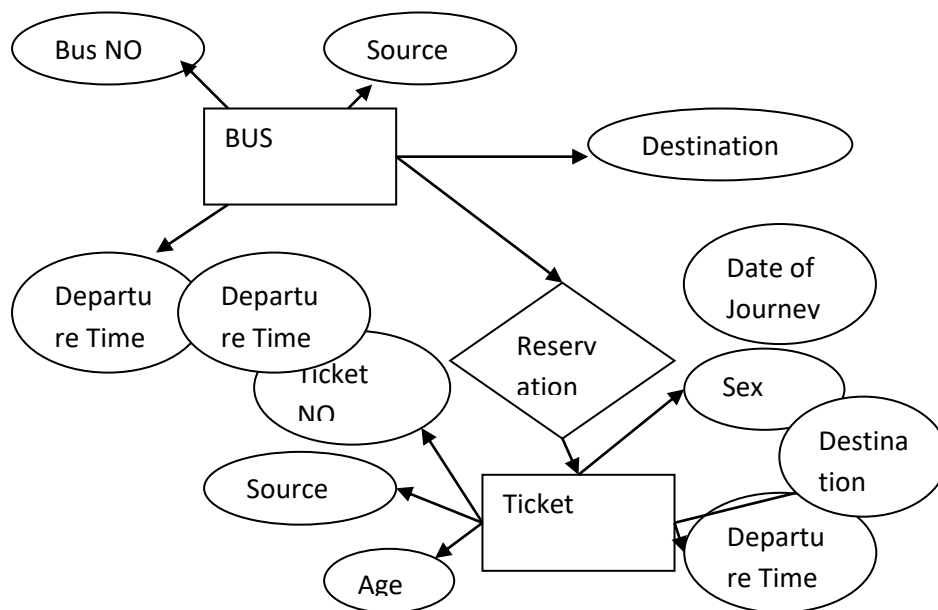 Bus NO
Source
BUS
Destination
Departu
re Time
Departu
re Time
Date of
Journey
Reserv
ation
Ticket
NO
Sex
Destina
tion
Source
Ticket
Departu
re Time
Age